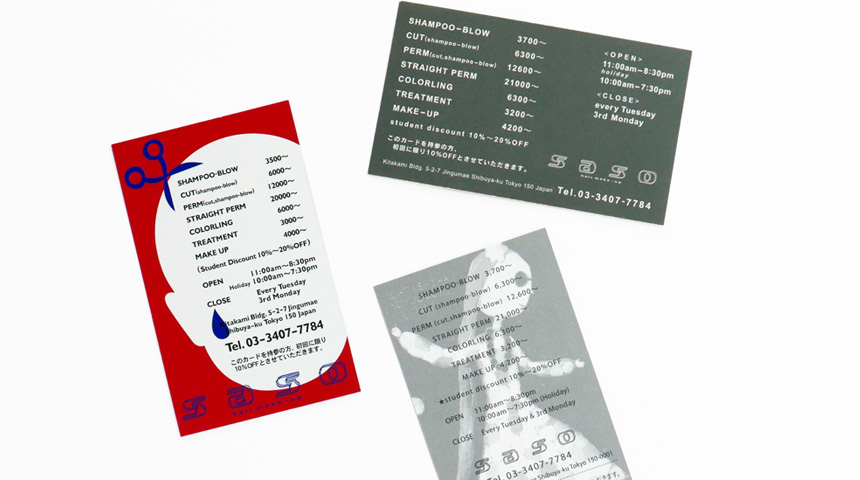 SHAMPOO-BLOW 3500〜
CUT(shampoo-blow) 6000〜
PERM(cut,shampoo-blow) 12000〜
STRAIGHT PERM 20000〜
COLORLING 6000〜
TREATMENT 3000〜
MAKE UP 4000〜
(Student Discount 10%〜20%OFF)
OPEN 11:00am〜8:30pm
Holiday 10:00am〜7:30pm
CLOSE Every Tuesday
3rd Monday
Kitakami Bldg. 5-2-7 Jingumae
Shibuya-ku Tokyo 150 Japan
Tel. 03-3407-7784
このカードを持参の方、初回に限り
10%OFFとさせていただきます。
saso
hair make-up
SHAMPOO-BLOW 3700〜
CUT(shampoo-blow) 6300〜
PERM(cut,shampoo-blow) 12600〜
STRAIGHT PERM 21000〜
COLORLING 6300〜
TREATMENT 3200〜
MAKE-UP 4200〜
student discount 10%〜20%OFF
<OPEN>
11:00am-8:30pm
holiday
10:00am-7:30pm
<CLOSE>
every Tuesday
3rd Monday
このカードを持参の方、
初回に限り10%OFFとさせていただきます。
saso
hair make-up
Kitakami Bldg. 5-2-7 Jingumae Shibuya-ku Tokyo 150 Japan Tel.03-3407-7784
SHAMPOO-BLOW 3,700〜
CUT (shampoo-blow) 6,300〜
PERM (cut,shampoo-blow) 12,600〜
STRAIGHT PERM 21,000〜
COLORLING 6,300〜
TREATMENT 3,200〜
MAKE UP 4,200〜
★student discount 10%〜20%OFF
OPEN 11:00am〜8:30pm
10:00am〜7:30pm (Holiday)
CLOSE Every Tuesday & 3rd Monday
saso
Tel. 03-3407-7784
Shibuya-ku Tokyo 150-0001